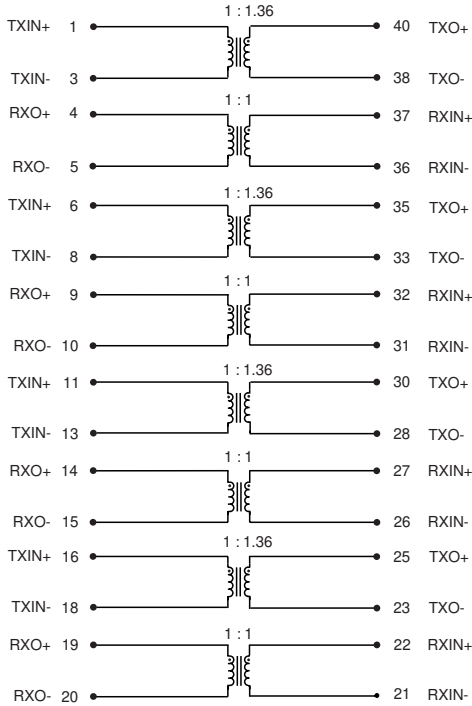 1 : 1.36
TXIN+ 1 40 TXO+
TXIN- 3 38 TXO-
1 : 1
RXO+ 4 37 RXIN+
RXO- 5 36 RXIN-
1 : 1.36
TXIN+ 6 35 TXO+
TXIN- 8 33 TXO-
1 : 1
RXO+ 9 32 RXIN+
RXO- 10 31 RXIN-
1 : 1.36
TXIN+ 11 30 TXO+
TXIN- 13 28 TXO-
1 : 1
RXO+ 14 27 RXIN+
RXO- 15 26 RXIN-
1 : 1.36
TXIN+ 16 25 TXO+
TXIN- 18 23 TXO-
1 : 1
RXO+ 19 22 RXIN+
RXO- 20 21 RXIN-